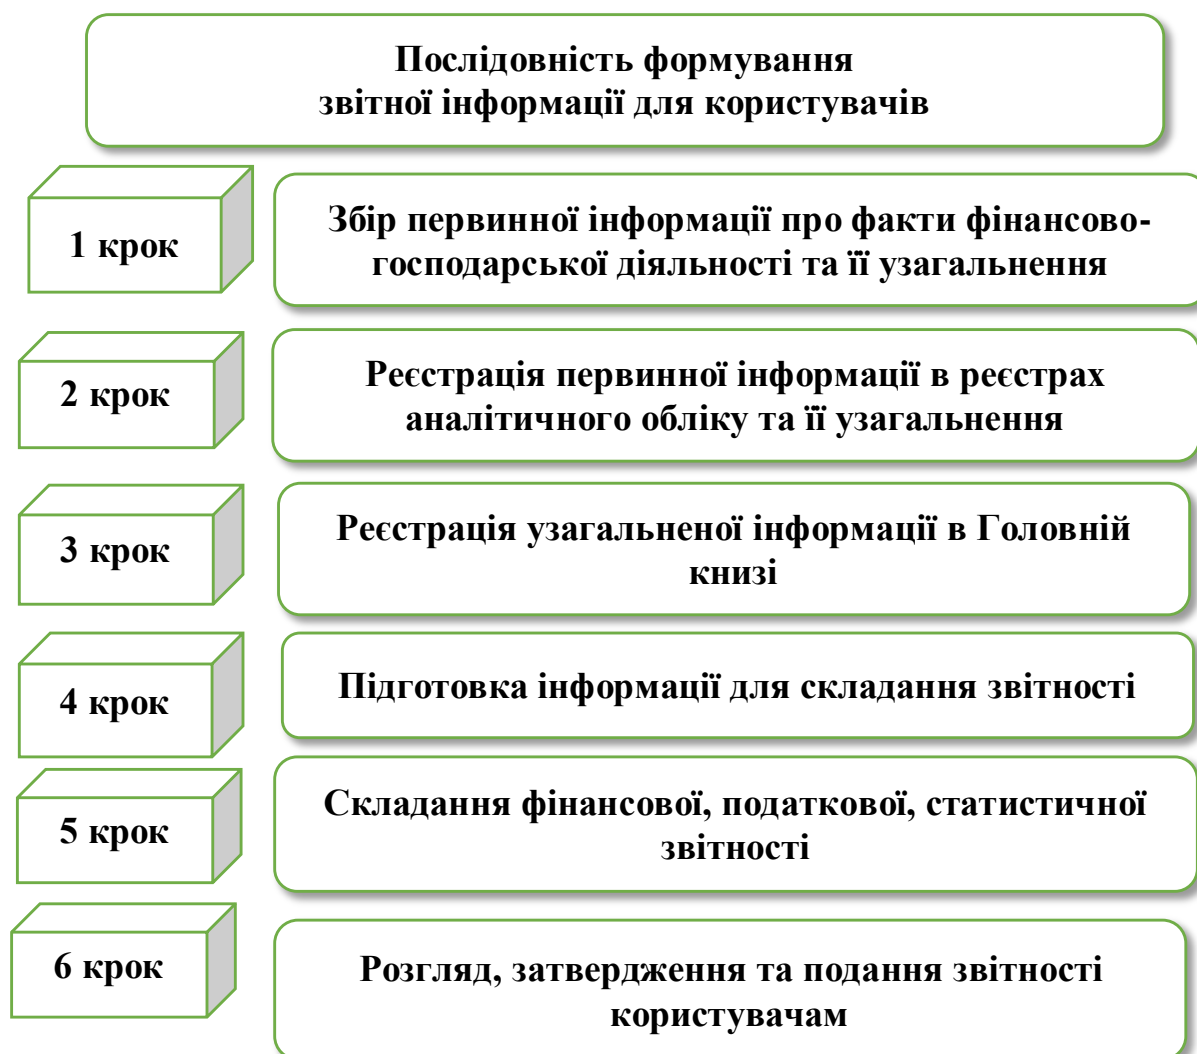 Послідовність формування
звітної інформації для користувачів
1 крок
Збір первинної інформації про факти фінансово-
господарської діяльності та її узагальнення
2 крок
Реєстрація первинної інформації в реєстрах
аналітичного обліку та її узагальнення
3 крок
Реєстрація узагальненої інформації в Головній
книзі
4 крок
Підготовка інформації для складання звітності
5 крок
Складання фінансової, податкової, статистичної
звітності
6 крок
Розгляд, затвердження та подання звітності
користувачам